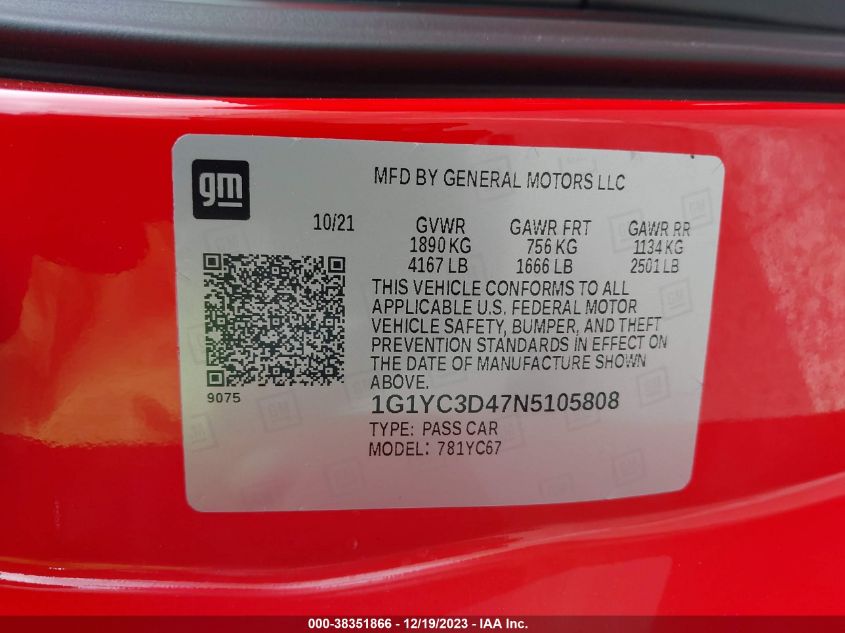 gm
MFD BY GENERAL MOTORS LLC
10/21 GVWR GAWR FRT GAWR RR
1890 KG 756 KG 1134 KG
4167 LB 1666 LB 2501 LB
THIS VEHICLE CONFORMS TO ALL
APPLICABLE U.S. FEDERAL MOTOR
VEHICLE SAFETY, BUMPER, AND THEFT
PREVENTION STANDARDS IN EFFECT ON
THE DATE OF MANUFACTURE SHOWN
ABOVE.
9075
1G1YC3D47N5105808
TYPE: PASS CAR
MODEL: 781YC67
000-38351866 - 12/19/2023 - IAA Inc.